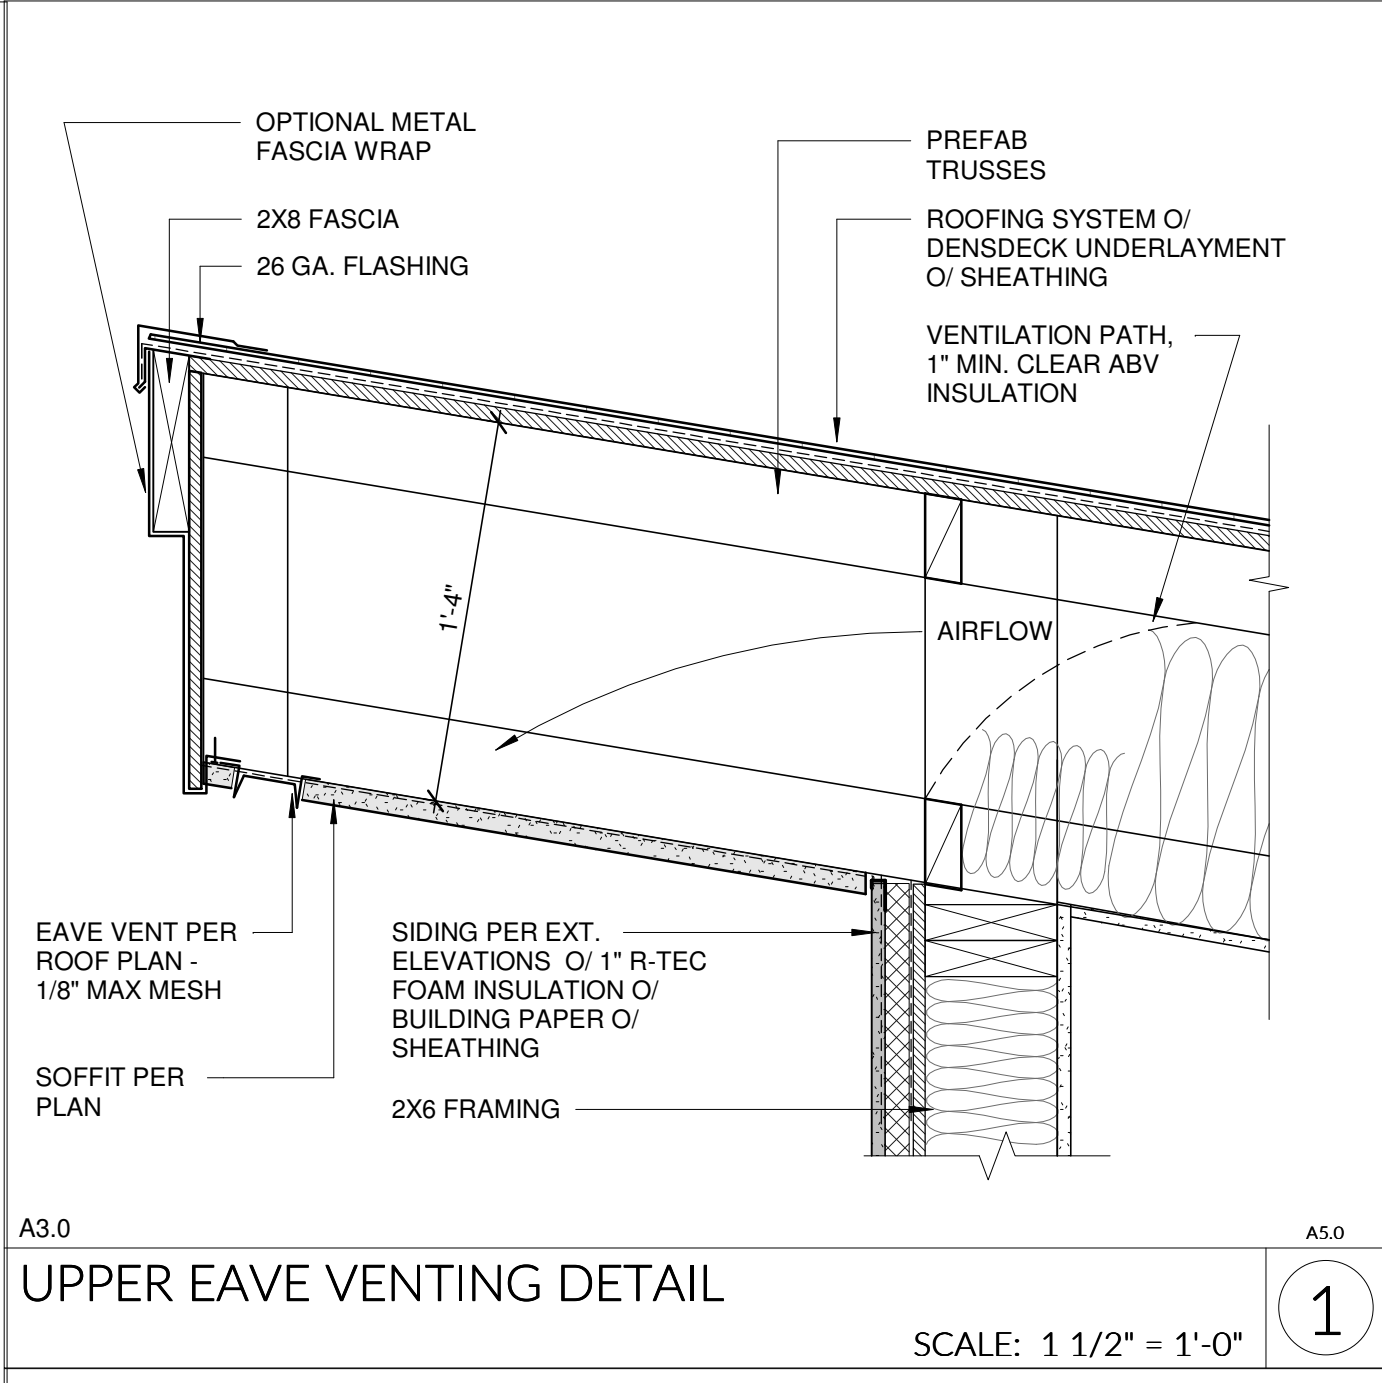 OPTIONAL METAL
FASCIA WRAP
2X8 FASCIA
26 GA. FLASHING
PREFAB
TRUSSES
ROOFING SYSTEM O/
DENSDECK UNDERLAYMENT
O/ SHEATHING
VENTILATION PATH,
1" MIN. CLEAR ABV
INSULATION
1'-4"
AIRFLOW
EAVE VENT PER
ROOF PLAN -
1/8" MAX MESH
SOFFIT PER
PLAN
SIDING PER EXT.
ELEVATIONS O/ 1" R-TEC
FOAM INSULATION O/
BUILDING PAPER O/
SHEATHING
2X6 FRAMING
A3.0
A5.0
UPPER EAVE VENTING DETAIL
SCALE: 1 1/2" = 1'-0"
1